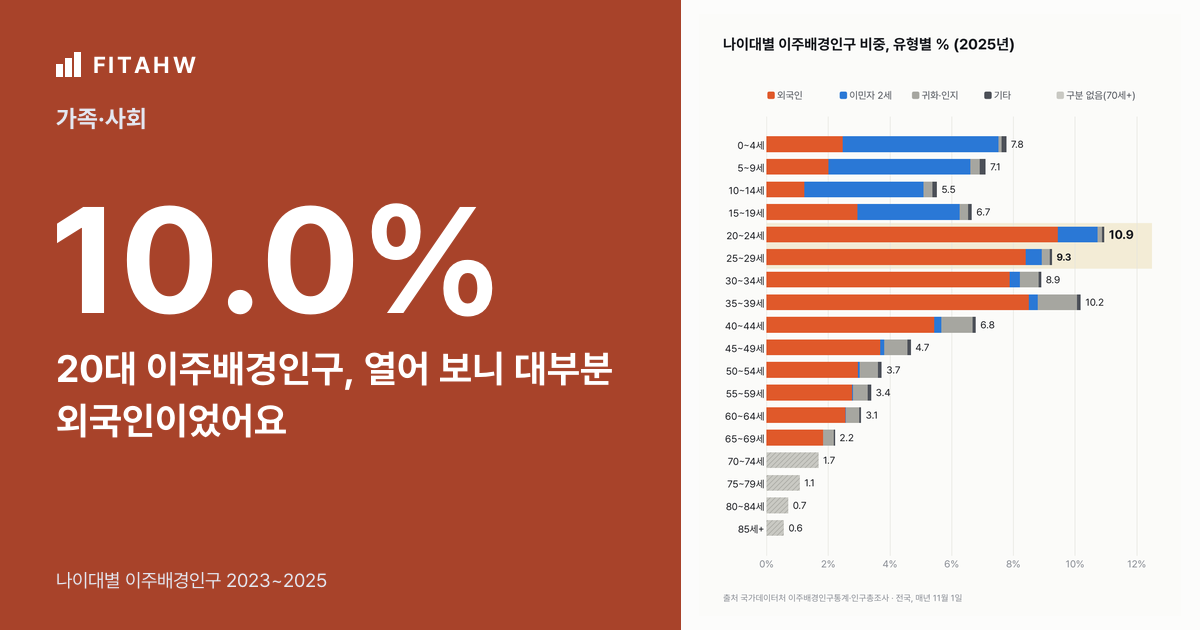 FITAHW
가족·사회
10.0%
20대 이주배경인구, 열어 보니 대부분
외국인이었어요
나이대별 이주배경인구 2023~2025
나이대별 이주배경인구 비중, 유형별 % (2025년)
외국인 이민자 2세 귀화·인지 기타 구분 없음(70세+)
0~4세 7.8
5~9세 7.1
10~14세 5.5
15~19세 6.7
20~24세 10.9
25~29세 9.3
30~34세 8.9
35~39세 10.2
40~44세 6.8
45~49세 4.7
50~54세 3.7
55~59세 3.4
60~64세 3.1
65~69세 2.2
70~74세 1.7
75~79세 1.1
80~84세 0.7
85세+ 0.6
0% 2% 4% 6% 8% 10% 12%
출처 국가데이터처 이주배경인구통계·인구총조사 · 전국, 매년 11월 1일